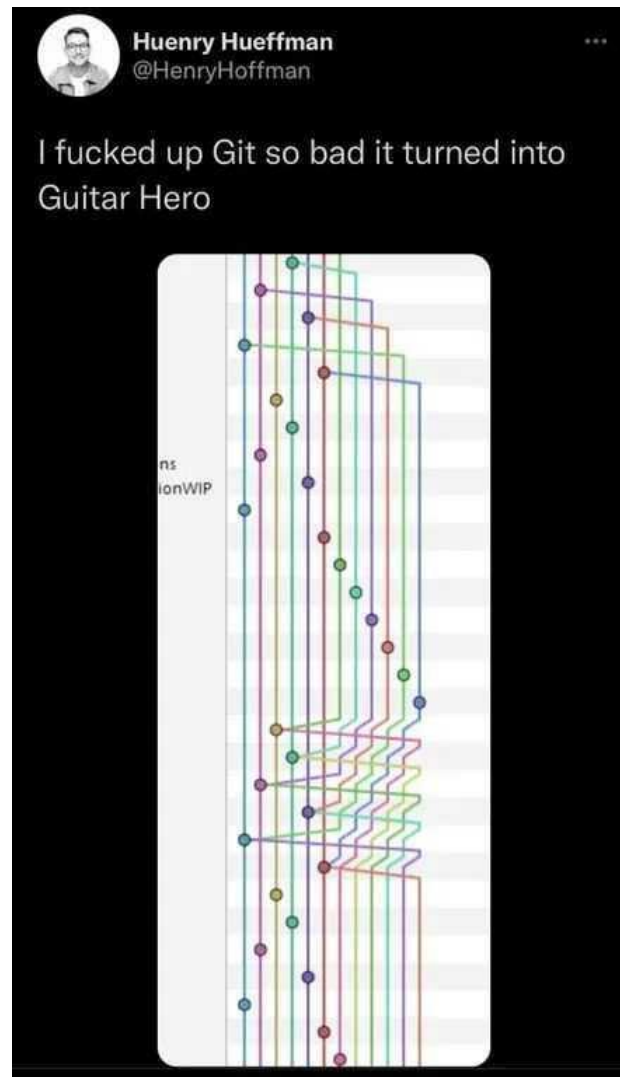 Huenry Hueffman
@HenryHoffman
I fucked up Git so bad it turned into
Guitar Hero
ns
ionWIP